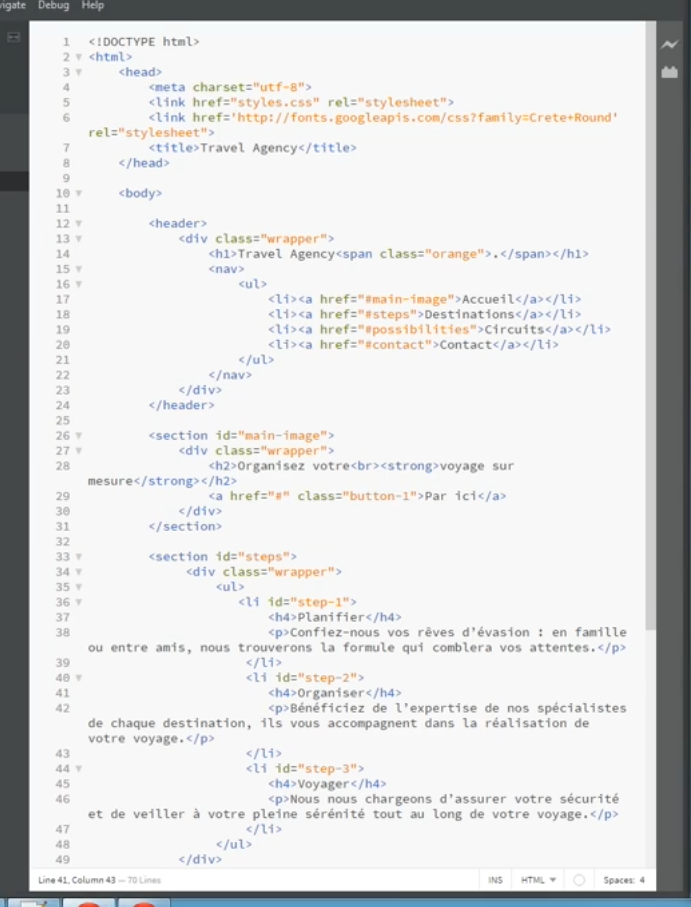 vigate Debug Help
1 <!DOCTYPE html>
2 <html>
3 <head>
4 <meta charset="utf-8">
5 <link href="styles.css" rel="stylesheet">
6 <link href='http://fonts.googleapis.com/css?family=Crete+Round'
rel="stylesheet">
7 <title>Travel Agency</title>
8 </head>
9
10 <body>
11
12 <header>
13 <div class="wrapper">
14 <h1>Travel Agency<span class="orange">.</span></h1>
15 <nav>
16 <ul>
17 <li><a href="#main-image">Accueil</a></li>
18 <li><a href="#steps">Destinations</a></li>
19 <li><a href="#possibilities">Circuits</a></li>
20 <li><a href="#contact">Contact</a></li>
21 </ul>
22 </nav>
23 </div>
24 </header>
25
26 <section id="main-image">
27 <div class="wrapper">
28 <h2>Organisez votre<br><strong>voyage sur
mesure</strong></h2>
29 <a href="#" class="button-1">Par ici</a>
30 </div>
31 </section>
32
33 <section id="steps">
34 <div class="wrapper">
35 <ul>
36 <li id="step-1">
37 <h4>Planifier</h4>
38 <p>Confiez-nous vos rêves d'évasion : en famille
ou entre amis, nous trouverons la formule qui comblera vos attentes.</p>
39 </li>
40 <li id="step-2">
41 <h4>Organiser</h4>
42 <p>Bénéficiez de l'expertise de nos spécialistes
de chaque destination, ils vous accompagnent dans la réalisation de
votre voyage.</p>
43 </li>
44 <li id="step-3">
45 <h4>Voyager</h4>
46 <p>Nous nous chargeons d'assurer votre sécurité
et de veiller à votre pleine sérénité tout au long de votre voyage.</p>
47 </li>
48 </ul>
49 </div>
Line 41, Column 43 — 70 Lines INS HTML Spaces: 4